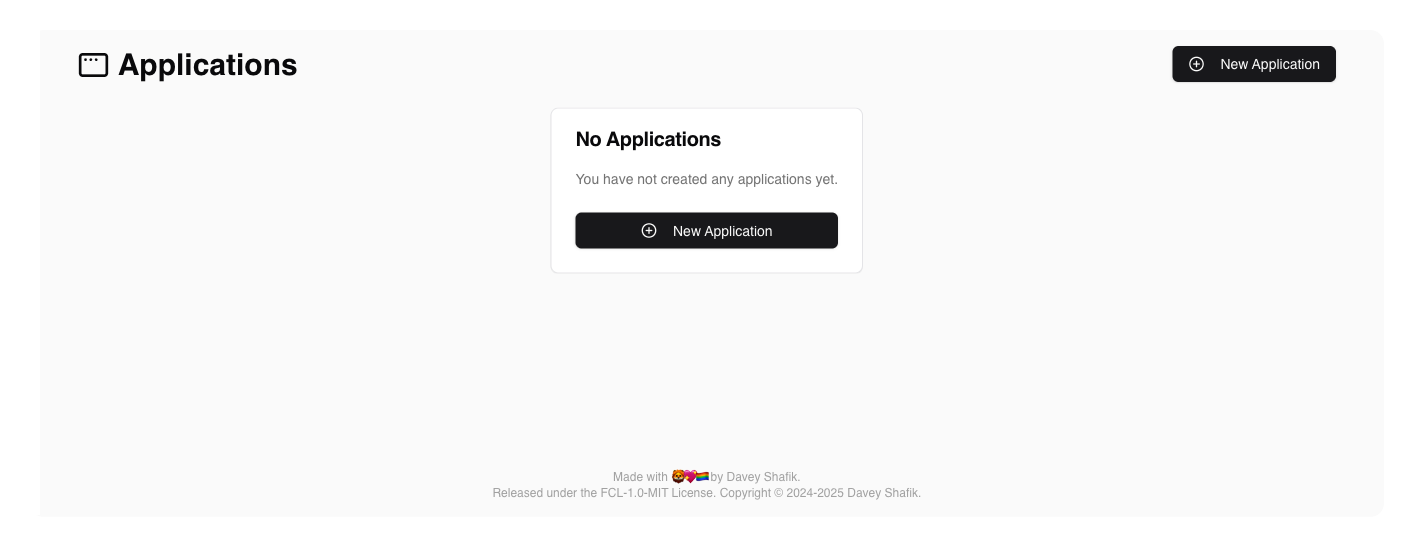 Applications
New Application
No Applications
You have not created any applications yet.
New Application
Made with 🦁💖🏳️‍🌈 by Davey Shafik.
Released under the FCL-1.0-MIT License. Copyright © 2024-2025 Davey Shafik.